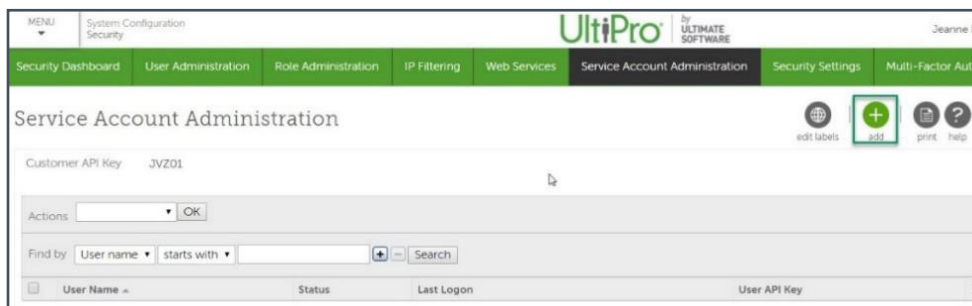 MENU System Configuration UltiPro by ULTIMATE SOFTWARE Jeanne
Security
Security Dashboard User Administration Role Administration IP Filtering Web Services Service Account Administration Security Settings Multi-Factor Aut
Service Account Administration
edit labels add print help
Customer API Key JVZ01
Actions OK
Find by User name starts with + - Search
User Name Status Last Logon User API Key